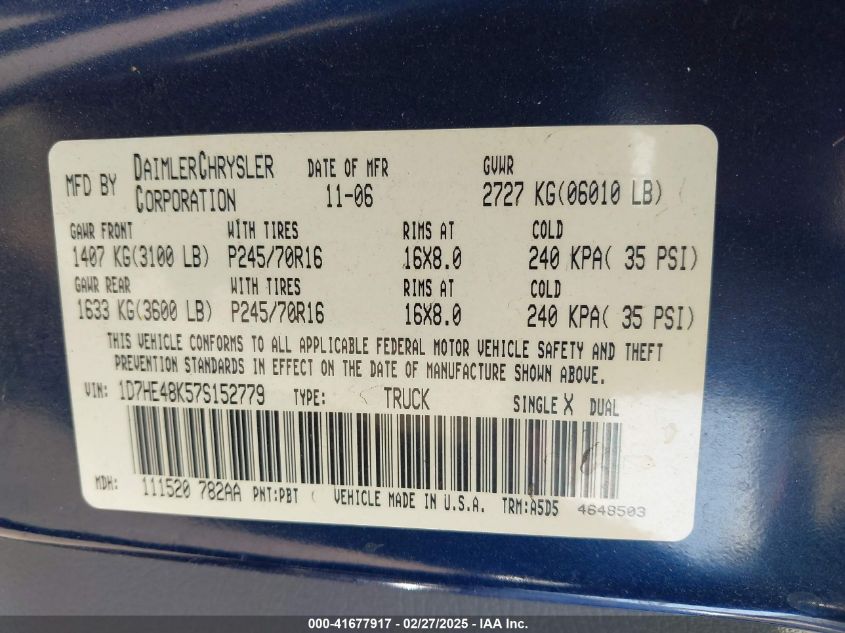 MFD BY DAIMLERCHRYSLER CORPORATION DATE OF MFR 11-06 GVWR 2727 KG(06010 LB)
GAWR FRONT WITH TIRES RIMS AT COLD
1407 KG(3100 LB) P245/70R16 16X8.0 240 KPA( 35 PSI)
GAWR REAR WITH TIRES RIMS AT COLD
1633 KG(3600 LB) P245/70R16 16X8.0 240 KPA( 35 PSI)
THIS VEHICLE CONFORMS TO ALL APPLICABLE FEDERAL MOTOR VEHICLE SAFETY AND THEFT
PREVENTION STANDARDS IN EFFECT ON THE DATE OF MANUFACTURE SHOWN ABOVE.
VIN: 1D7HE48K57S152779 TYPE: TRUCK SINGLE X DUAL
MDH: 111520 782AA PNT:PBT VEHICLE MADE IN U.S.A. TRM:A5D5 4648503
000-41677917 - 02/27/2025 - IAA Inc.